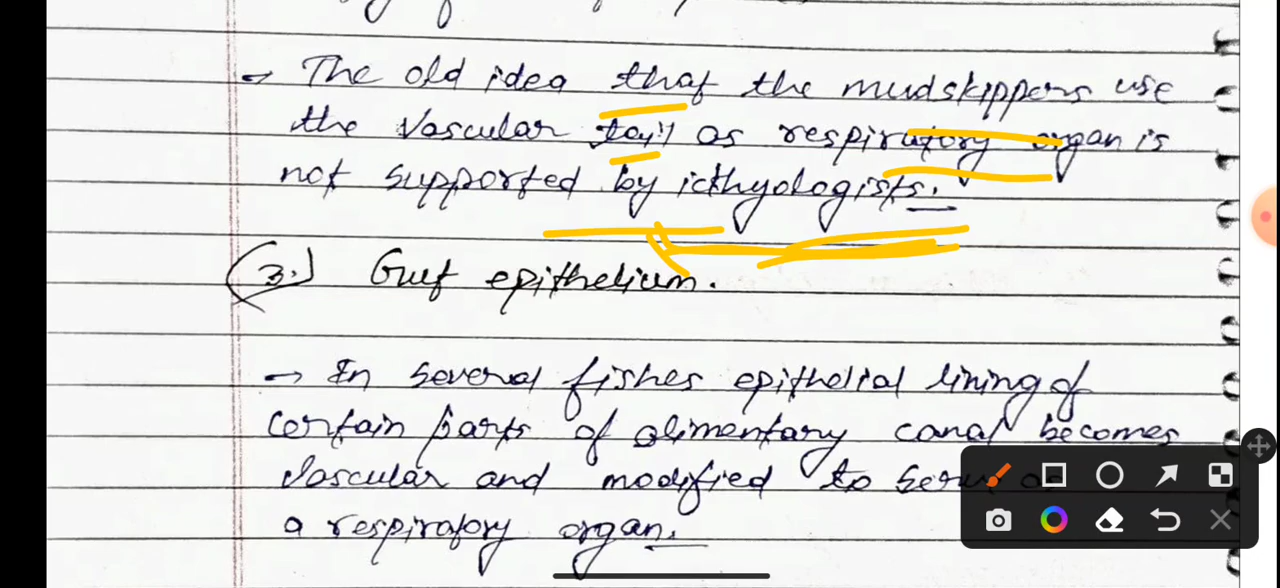 → The old idea that the mudskippers use
the vascular tail as respiratory organ is
not supported by icthyologists.
(3.) Gut epithelium.
→ In several fishes epithelial lining of
certain parts of alimentary canal becomes
vascular and modified to serve as
a respiratory organ.